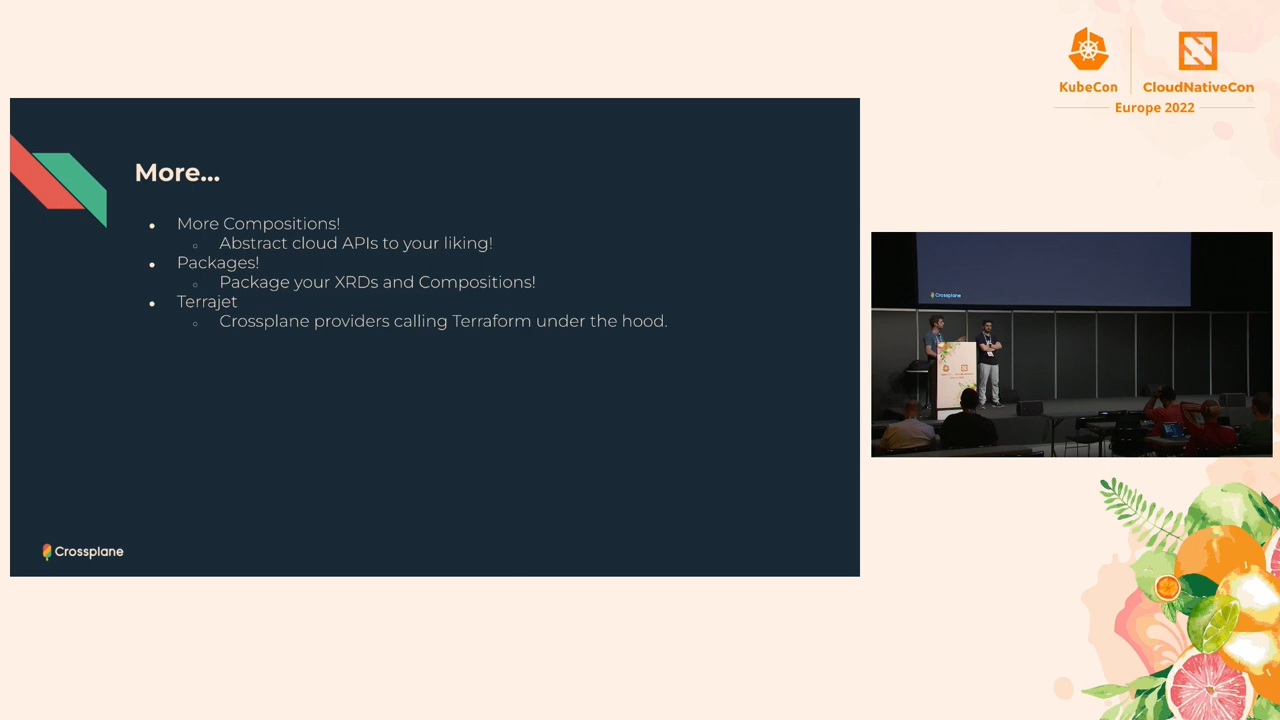 KubeCon
CloudNativeCon
Europe 2022
More...
More Compositions!
Abstract cloud APIs to your liking!
Packages!
Package your XRDs and Compositions!
Terrajet
Crossplane providers calling Terraform under the hood.
Crossplane
Crossplane